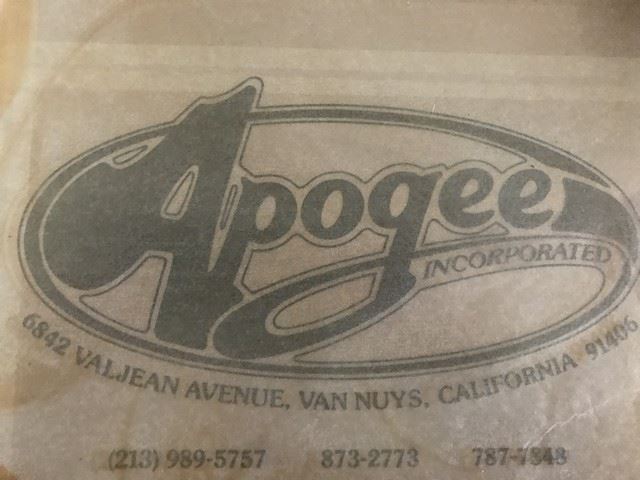 Apogee
INCORPORATED
6842 VALJEAN AVENUE, VAN NUYS, CALIFORNIA 91406
(213) 989-5757 873-2773 787-7848